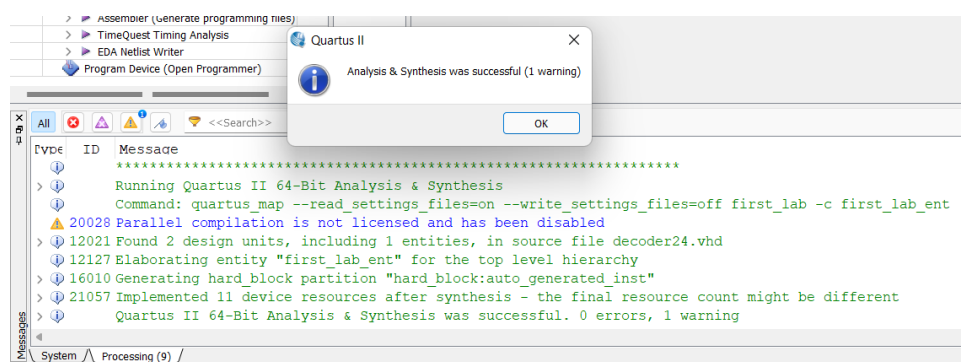 Assembler (Generate programming files)
TimeQuest Timing Analysis
EDA Netlist Writer
Program Device (Open Programmer)
Quartus II
Analysis & Synthesis was successful (1 warning)
OK
All
<<Search>>
Type ID Message
*******************************************************************
Running Quartus II 64-Bit Analysis & Synthesis
Command: quartus_map --read_settings_files=on --write_settings_files=off first_lab -c first_lab_ent
20028 Parallel compilation is not licensed and has been disabled
12021 Found 2 design units, including 1 entities, in source file decoder24.vhd
12127 Elaborating entity "first_lab_ent" for the top level hierarchy
16010 Generating hard_block partition "hard_block:auto_generated_inst"
21057 Implemented 11 device resources after synthesis - the final resource count might be different
Quartus II 64-Bit Analysis & Synthesis was successful. 0 errors, 1 warning
Messages
System Processing (9)